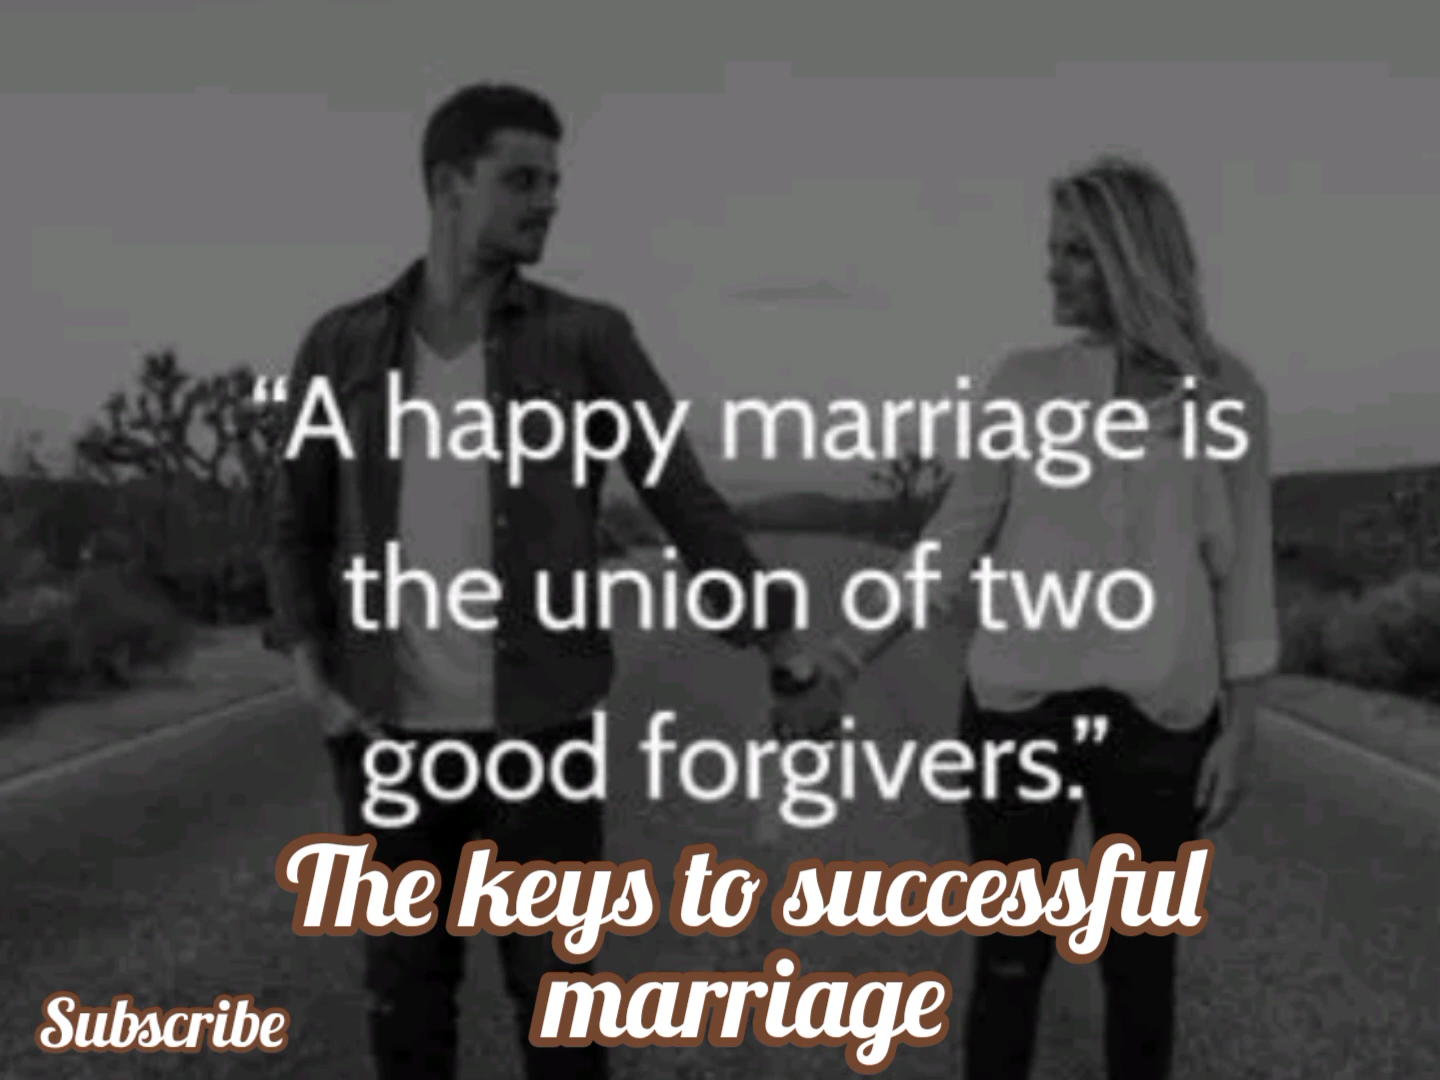 “A happy marriage is
the union of two
good forgivers.”
The keys to successful
marriage
Subscribe